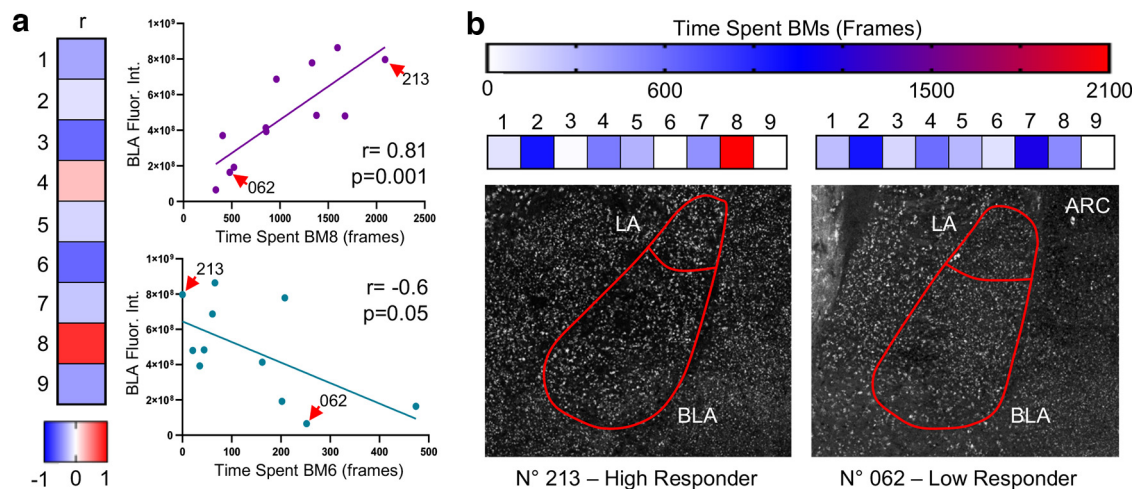 a
r
1
2
3
4
5
6
7
8
9
-1 0 1
BLA Fluor. Int.
1×10⁹
8×10⁸
6×10⁸
4×10⁸
2×10⁸
0
213
062
r= 0.81
p=0.001
0 500 1000 1500 2000 2500
Time Spent BM8 (frames)
BLA Fluor. Int.
1×10⁹
8×10⁸
6×10⁸
4×10⁸
2×10⁸
0
213
062
r= -0.6
p=0.05
0 100 200 300 400 500
Time Spent BM6 (frames)
b
Time Spent BMs (Frames)
0 600 1500 2100
1 2 3 4 5 6 7 8 9
LA
BLA
N° 213 – High Responder
1 2 3 4 5 6 7 8 9
ARC
LA
BLA
N° 062 – Low Responder